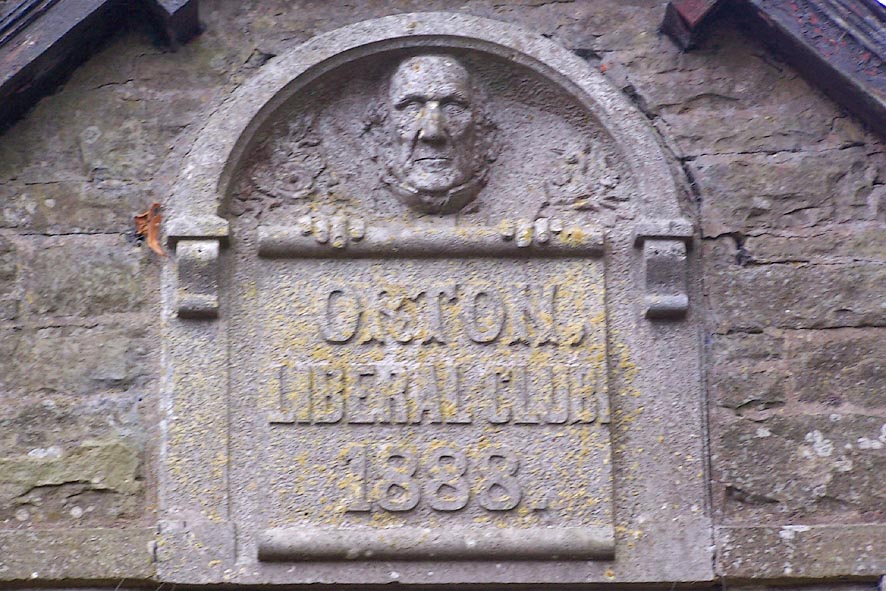 ORTON,
LIBERAL CLUB
1888.